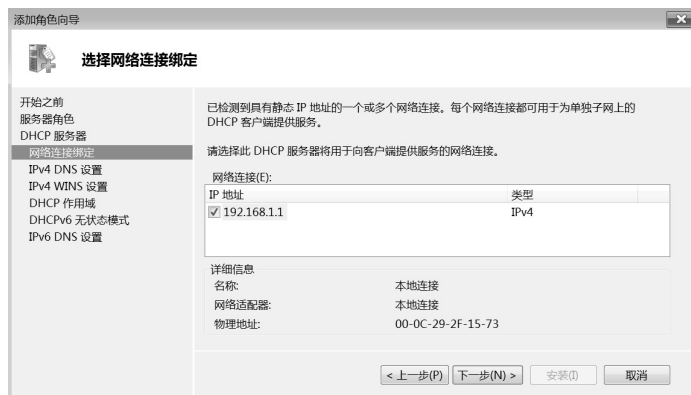 添加角色向导
选择网络连接绑定
开始之前
服务器角色
DHCP 服务器
网络连接绑定
IPv4 DNS 设置
IPv4 WINS 设置
DHCP 作用域
DHCPv6 无状态模式
IPv6 DNS 设置
已检测到具有静态 IP 地址的一个或多个网络连接。每个网络连接都可用于为单独子网上的
DHCP 客户端提供服务。
请选择此 DHCP 服务器将用于向客户端提供服务的网络连接。
网络连接(E):
IP 地址 类型
192.168.1.1 IPv4
详细信息
名称: 本地连接
网络适配器: 本地连接
物理地址: 00-0C-29-2F-15-73
< 上一步(P) 下一步(N) > 安装(I) 取消